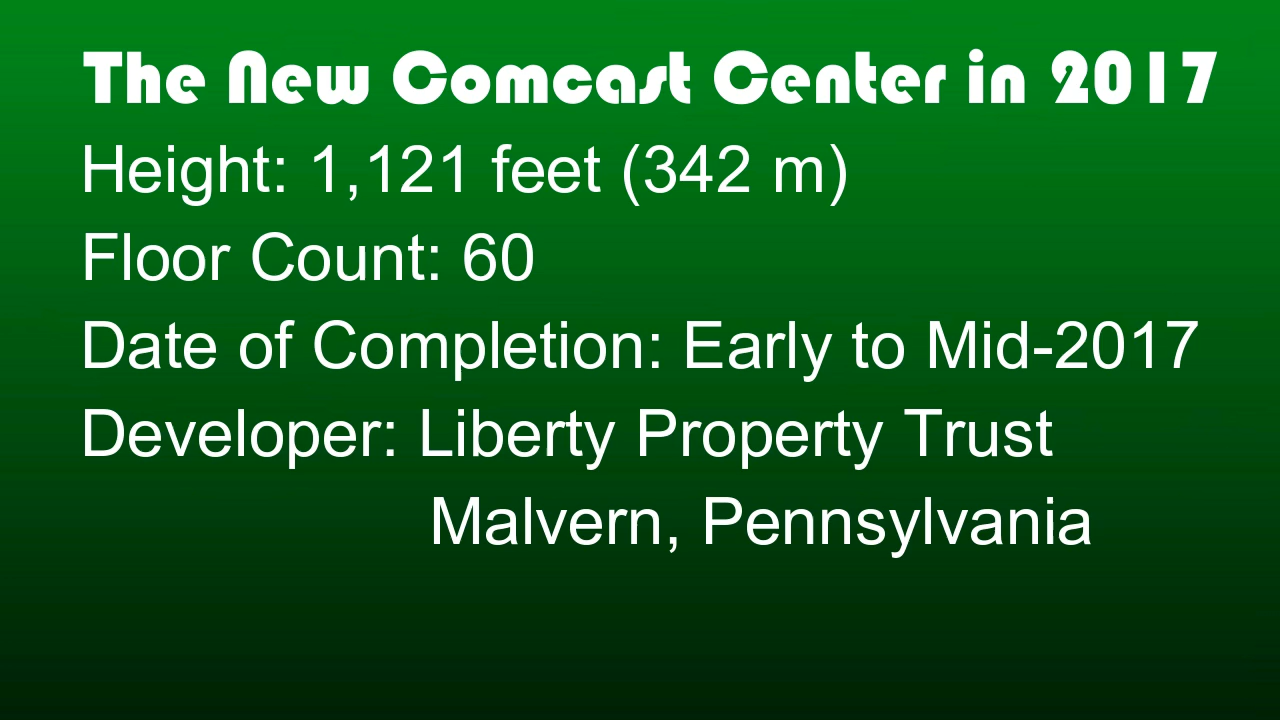 The New Comcast Center in 2017
Height: 1,121 feet (342 m)
Floor Count: 60
Date of Completion: Early to Mid-2017
Developer: Liberty Property Trust
Malvern, Pennsylvania